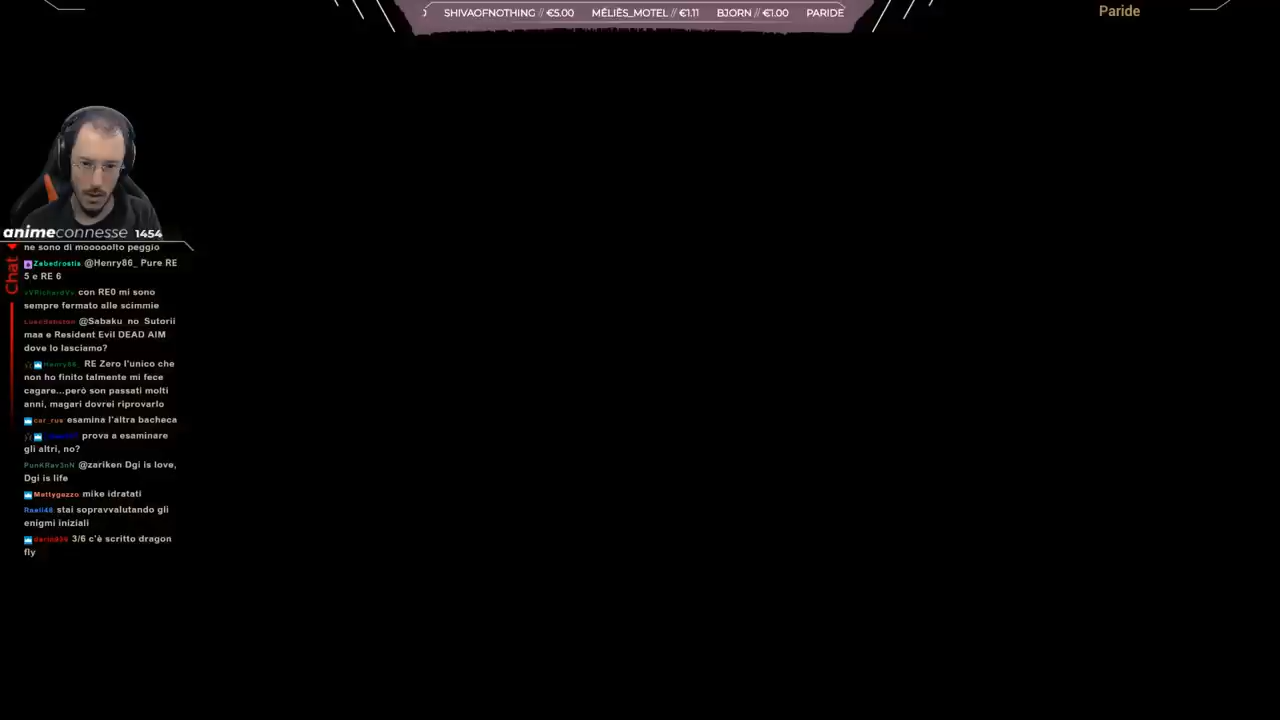 SHIVAOFNOTHING // €5.00 MÉLIÈS_MOTEL // €1.11 BJORN // €1.00 PARIDE
Paride
animeconnesse 1454
Chat
ne sono di mooooolto peggio
Zabedrostis @Henry86_ Pure RE
5 e RE 6
con RE0 mi sono
sempre fermato alle scimmie
@Sabaku_no_Sutorii
maa e Resident Evil DEAD AIM
dove lo lasciamo?
Henry86_ RE Zero l'unico che
non ho finito talmente mi fece
cagare...però son passati molti
anni, magari dovrei riprovarlo
car_rus esamina l'altra bacheca
prova a esaminare
gli altri, no?
PunKRav3nN @zariken Dgi is love,
Dgi is life
Mattygazzo mike idratati
stai sopravvalutando gli
enigmi iniziali
3/6 c'è scritto dragon
fly